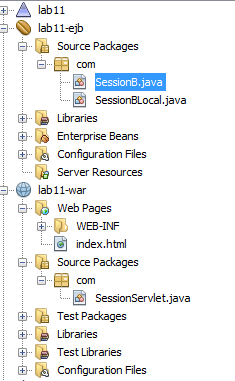 lab11
lab11-ejb
Source Packages
com
SessionB.java
SessionBLocal.java
Libraries
Enterprise Beans
Configuration Files
Server Resources
lab11-war
Web Pages
WEB-INF
index.html
Source Packages
com
SessionServlet.java
Test Packages
Libraries
Test Libraries
Configuration Files